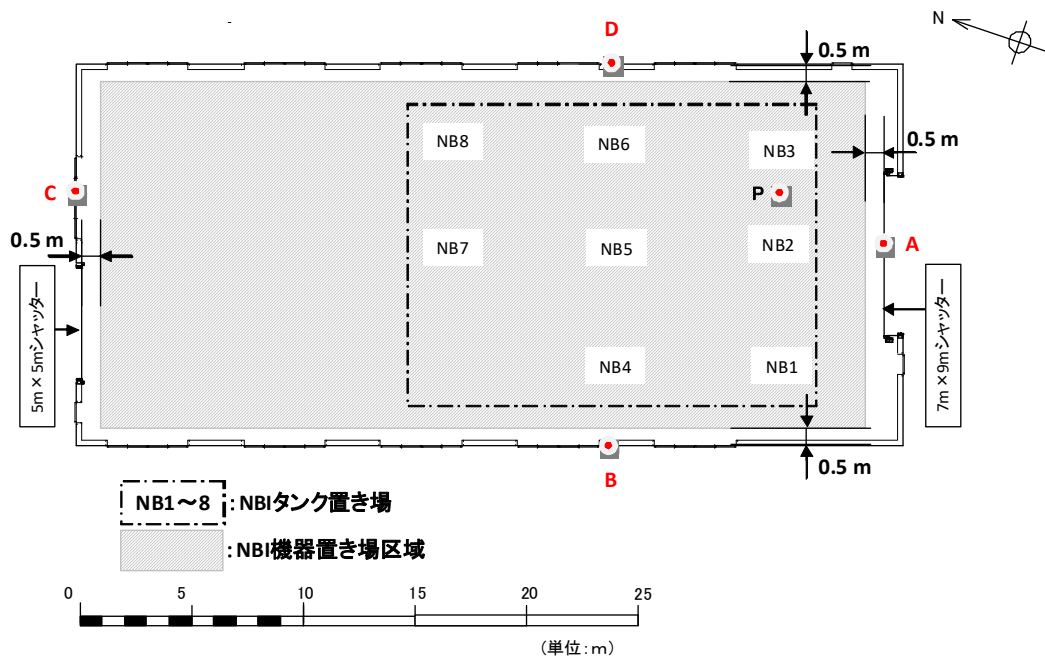 N
D
0.5 m
NB8
NB6
NB3
0.5 m
C
P
A
0.5 m
NB7
NB5
NB2
5m×5mシャッター
7m×9mシャッター
NB4
NB1
0.5 m
B
NB1～8 :NBIタンク置き場
:NBI機器置き場区域
0 5 10 15 20 25
(単位:m)